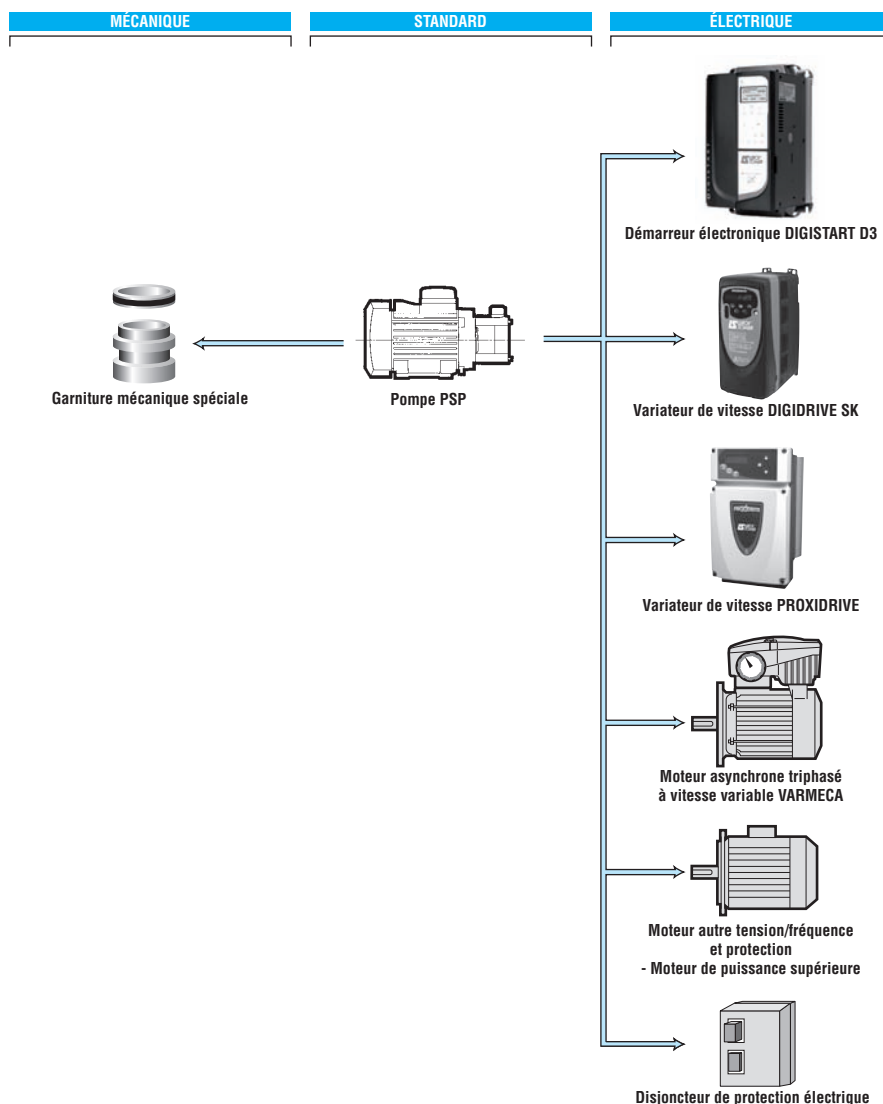 MÉCANIQUE
STANDARD
ÉLECTRIQUE
Démarreur électronique DIGISTART D3
Garniture mécanique spéciale
Pompe PSP
Variateur de vitesse DIGIDRIVE SK
Variateur de vitesse PROXIDRIVE
Moteur asynchrone triphasé
à vitesse variable VARMECA
Moteur autre tension/fréquence
et protection
- Moteur de puissance supérieure
Disjoncteur de protection électrique